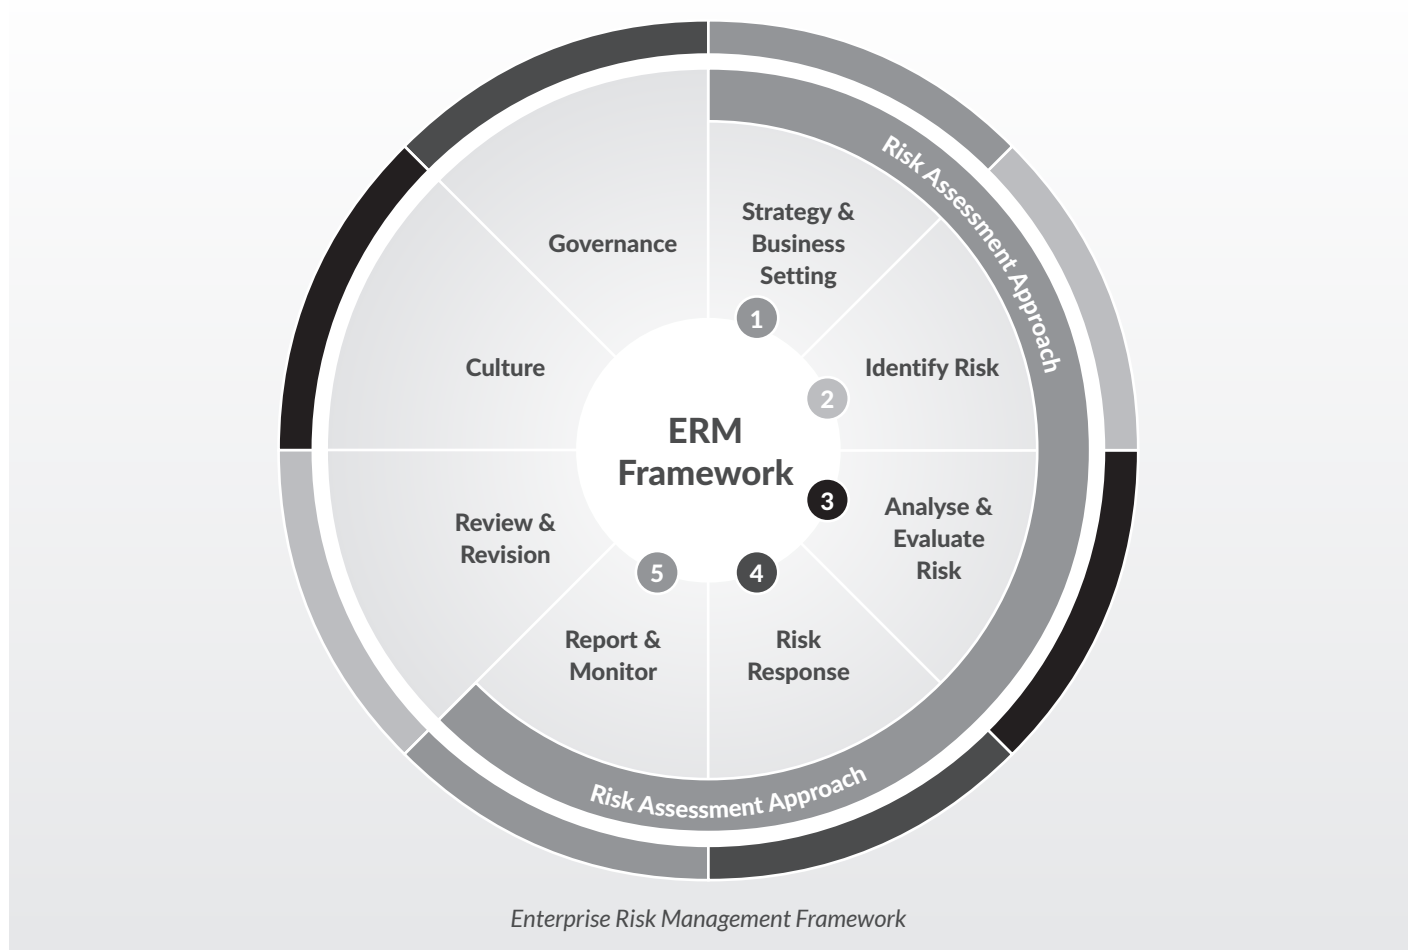 Risk Assessment Approach
Strategy &
Business
Setting
1
Identify Risk
2
Analyse &
Evaluate
Risk
3
Risk
Response
4
Report &
Monitor
5
Review &
Revision
Culture
Governance
ERM
Framework
Risk Assessment Approach
Enterprise Risk Management Framework